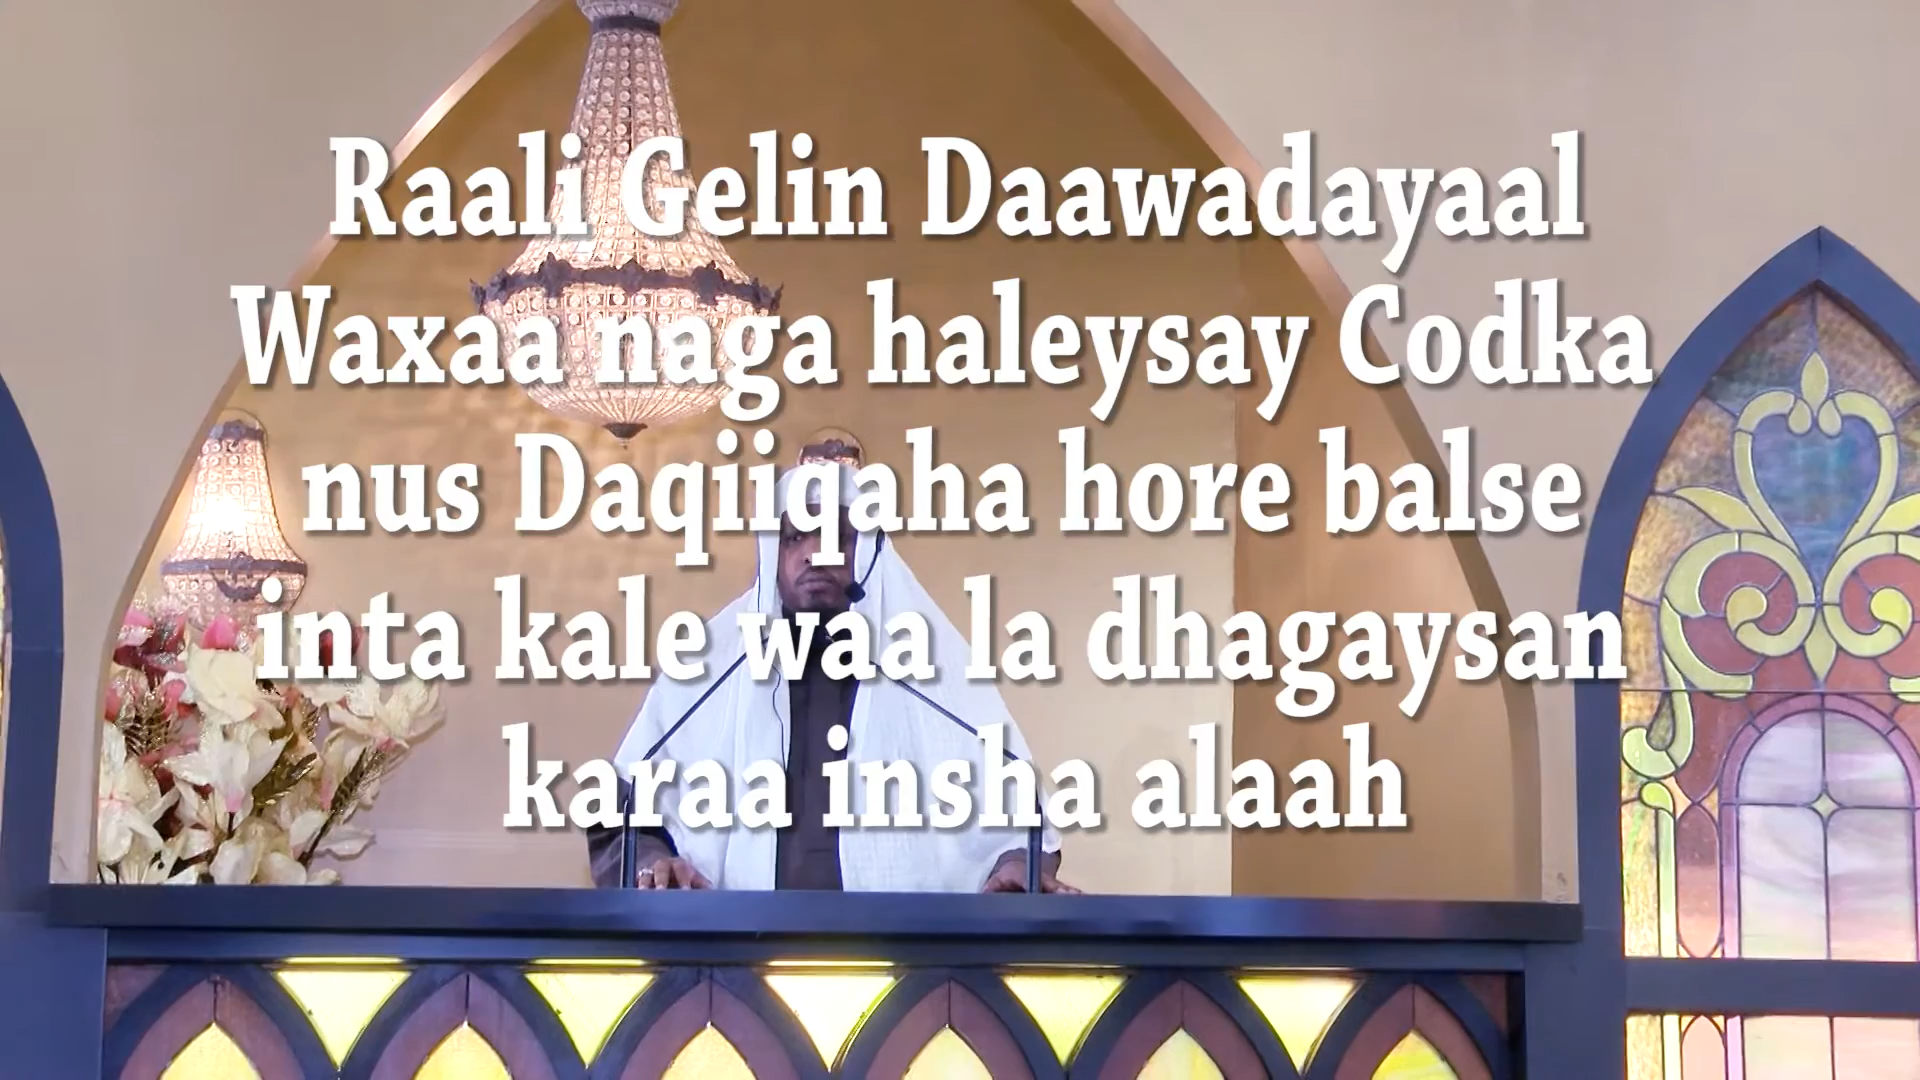 Raali Gelin Daawadayaal
Waxaa naga haleysay Codka
nus Daqiiqaha hore balse
inta kale waa la dhagaysan
karaa insha alaah